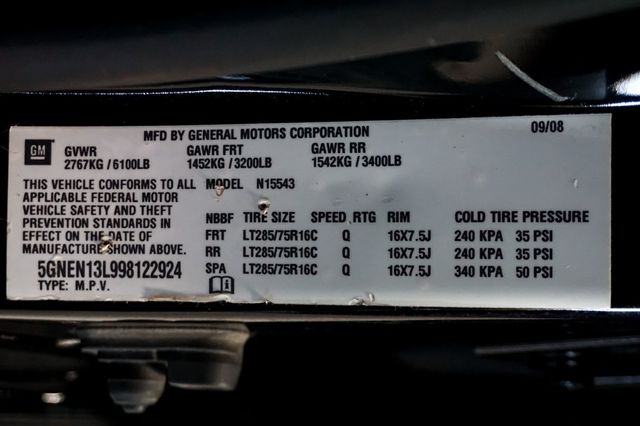 MFD BY GENERAL MOTORS CORPORATION 09/08
GM GVWR GAWR FRT GAWR RR
2767KG / 6100LB 1452KG / 3200LB 1542KG / 3400LB
THIS VEHICLE CONFORMS TO ALL MODEL N15543
APPLICABLE FEDERAL MOTOR
VEHICLE SAFETY AND THEFT
PREVENTION STANDARDS IN NBBF TIRE SIZE SPEED RTG RIM COLD TIRE PRESSURE
EFFECT ON THE DATE OF FRT LT285/75R16C Q 16X7.5J 240 KPA 35 PSI
MANUFACTURE SHOWN ABOVE. RR LT285/75R16C Q 16X7.5J 240 KPA 35 PSI
5GNEN13L998122924 SPA LT285/75R16C Q 16X7.5J 340 KPA 50 PSI
TYPE: M.P.V.